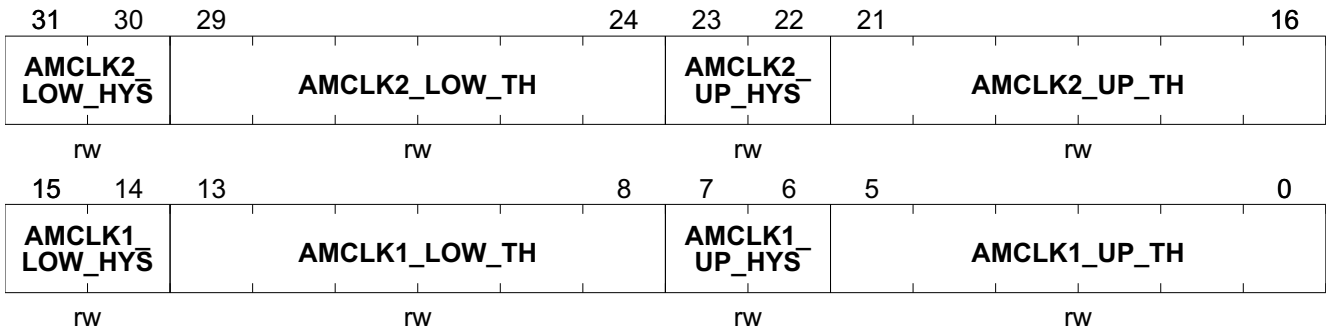 31 30 29 24 23 22 21 16
AMCLK2_ AMCLK2_
LOW_HYS AMCLK2_LOW_TH UP_HYS AMCLK2_UP_TH
rw rw rw rw
15 14 13 8 7 6 5 0
AMCLK1_ AMCLK1_
LOW_HYS AMCLK1_LOW_TH UP_HYS AMCLK1_UP_TH
rw rw rw rw